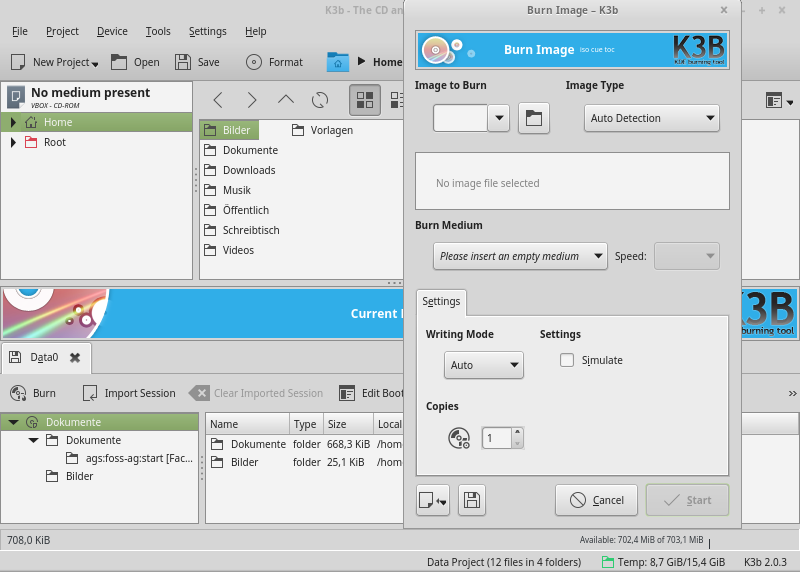 K3b - The CD an
File Project Device Tools Settings Help
New Project Open Save Format Home
No medium present
VBOX - CD-ROM
Home
Root
Bilder
Dokumente
Downloads
Musik
Öffentlich
Schreibtisch
Videos
Vorlagen
Current
K3B
burning tool
Data0
Burn Import Session Clear Imported Session Edit Boot
»
Dokumente
Dokumente
ags:foss-ag:start [Fac...
Bilder
Name Type Size Local
Dokumente folder 668,3 KiB /hom
Bilder folder 25,1 KiB /hom
Burn Image – K3b
Burn Image iso cue toc
K3B
K3B burning tool
Image to Burn
Image Type
Auto Detection
No image file selected
Burn Medium
Please insert an empty medium Speed:
Settings
Writing Mode
Auto
Settings
Simulate
Copies
1
Cancel Start
708,0 KiB
Available: 702,4 MiB of 703,1 MiB
Data Project (12 files in 4 folders) Temp: 8,7 GiB/15,4 GiB K3b 2.0.3